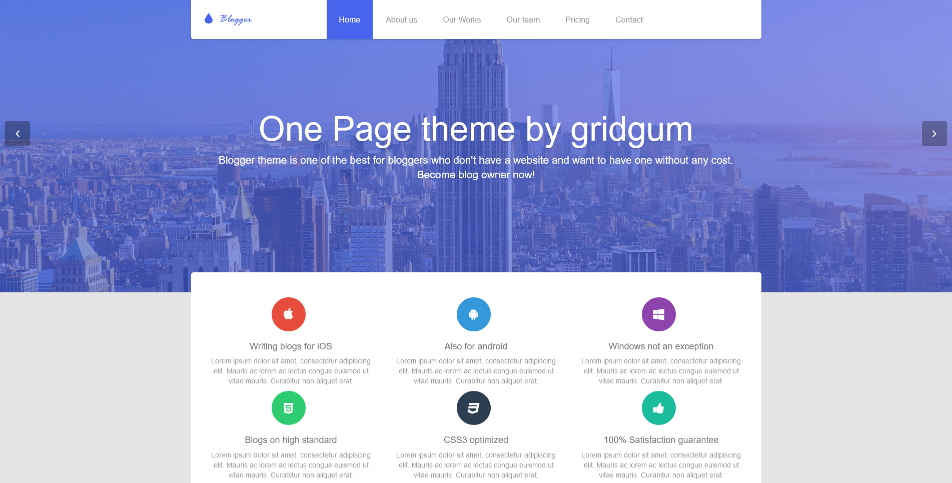 Blogger
Home
About us
Our Works
Our team
Pricing
Contact
One Page theme by gridgum
Blogger theme is one of the best for bloggers who don't have a website and want to have one without any cost.
Become blog owner now!
Writing blogs for iOS
Lorem ipsum dolor sit amet, consectetur adipiscing
elit. Mauris ac lorem ac lectus congue euismod ut
vitae mauris. Curabitur non aliquet erat.
Also for android
Lorem ipsum dolor sit amet, consectetur adipiscing
elit. Mauris ac lorem ac lectus congue euismod ut
vitae mauris. Curabitur non aliquet erat.
Windows not an exception
Lorem ipsum dolor sit amet, consectetur adipiscing
elit. Mauris ac lorem ac lectus congue euismod ut
vitae mauris. Curabitur non aliquet erat.
Blogs on high standard
Lorem ipsum dolor sit amet, consectetur adipiscing
elit. Mauris ac lorem ac lectus congue euismod ut
vitae mauris. Curabitur non aliquet erat.
CSS3 optimized
Lorem ipsum dolor sit amet, consectetur adipiscing
elit. Mauris ac lorem ac lectus congue euismod ut
vitae mauris. Curabitur non aliquet erat.
100% Satisfaction guarantee
Lorem ipsum dolor sit amet, consectetur adipiscing
elit. Mauris ac lorem ac lectus congue euismod ut
vitae mauris. Curabitur non aliquet erat.